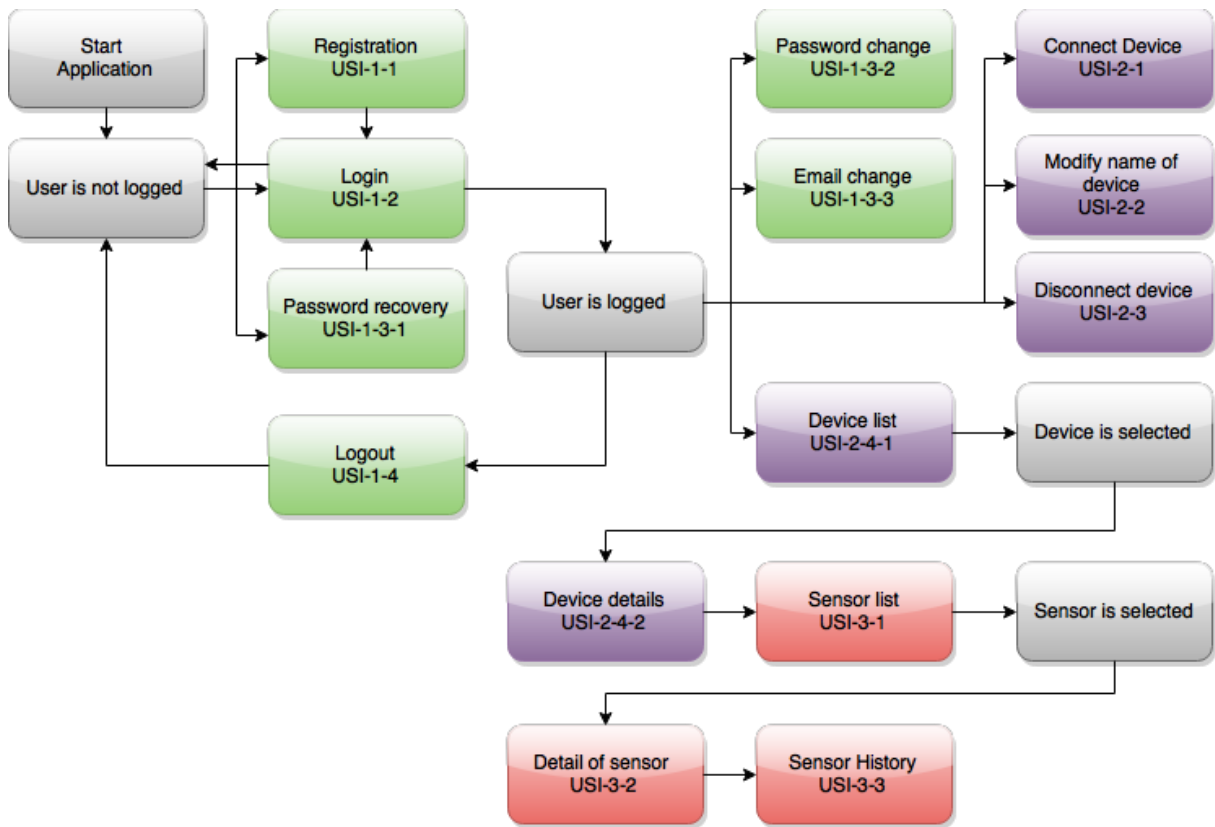 Start
Application
Registration
USI-1-1
Password change
USI-1-3-2
Connect Device
USI-2-1
User is not logged
Login
USI-1-2
Email change
USI-1-3-3
Modify name of
device
USI-2-2
Password recovery
USI-1-3-1
User is logged
Disconnect device
USI-2-3
Logout
USI-1-4
Device list
USI-2-4-1
Device is selected
Device details
USI-2-4-2
Sensor list
USI-3-1
Sensor is selected
Detail of sensor
USI-3-2
Sensor History
USI-3-3